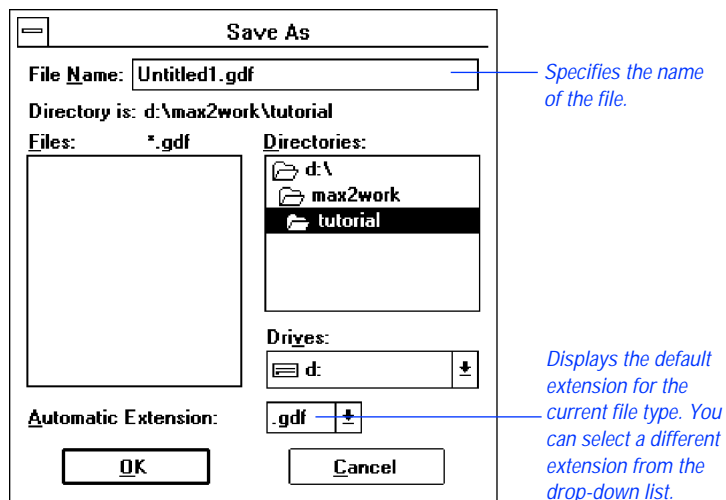 Save As
File Name: Untitled1.gdf
Specifies the name
of the file.
Directory is: d:\max2work\tutorial
Files: *.gdf
Directories:
d:\
max2work
tutorial
Drives:
d:
Automatic Extension: .gdf
Displays the default
extension for the
current file type. You
can select a different
extension from the
drop-down list.
OK
Cancel